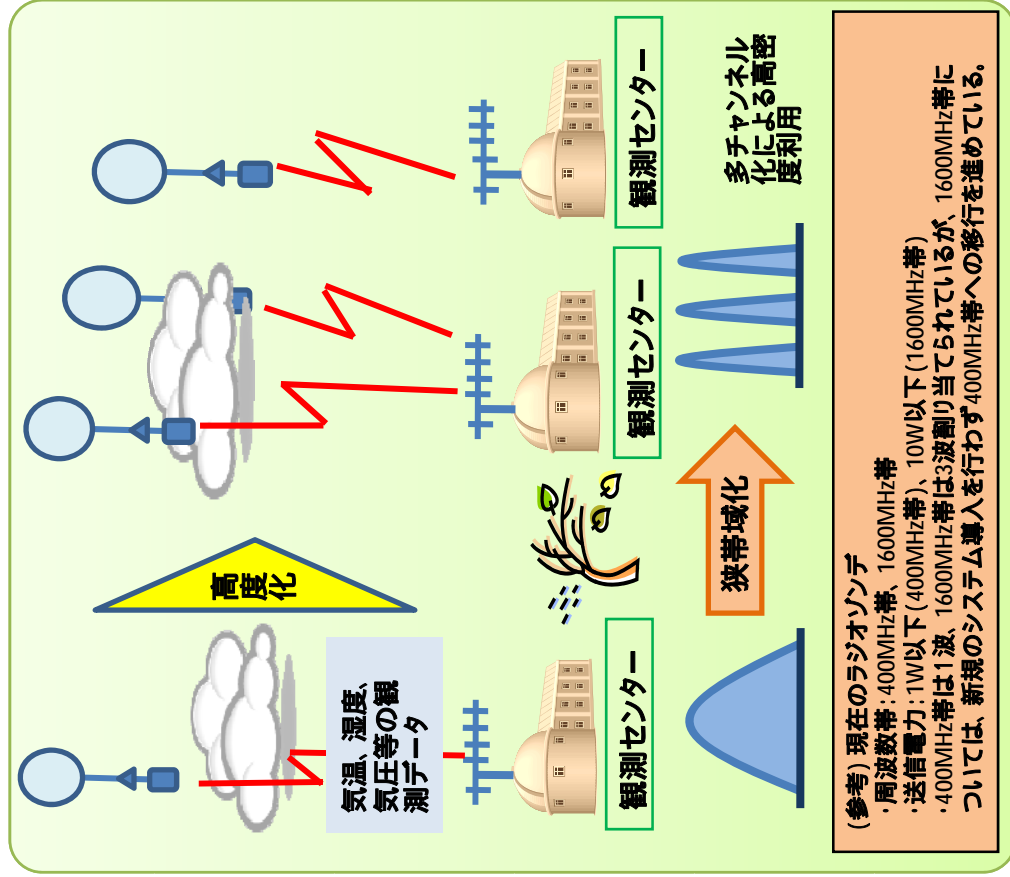 高度
化
気温、湿度、
気圧等の観
測データ
観測センター
観測センター
観測センター
狭帯域化
多チャンネル
化による高密
度利用
（参考）現在のラジオゾンデ
・周波数帯：400MHz帯、1600MHz帯
・送信電力：1W以下（400MHz帯）、10W以下（1600MHz帯）
・400MHz帯は1波、1600MHz帯は3波割り当てられているが、1600MHz帯に
ついては、新規のシステム導入を行わず400MHz帯への移行を進めている。